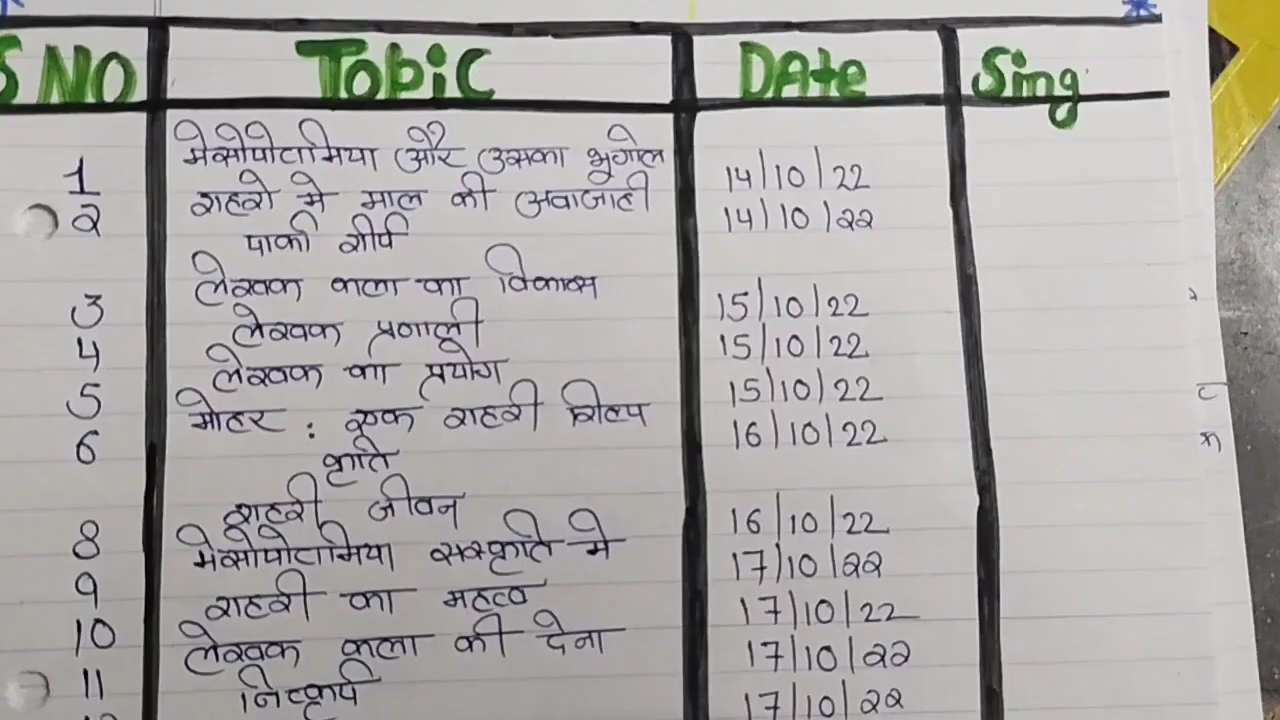 S NO Topic Date Sing
मेसोपोटामिया और उसका भूगोल
1 14/10/22
शहरो मे माल की अवाजाही
2 14/10/22
पाकी शीर्ष
लेखक कला का विकास
3 15/10/22
लेखक प्रणाली
4 15/10/22
लेखक का प्रयोग
5 15/10/22
मोहर : एक शहरी शिल्प
6 16/10/22
कृति
शहरी जीवन
8 16/10/22
मेसोपोटामिया सस्कृति मे
9 17/10/22
शहरी का महत्व
10 17/10/22
लेखक कला की देना
17/10/22
11 निष्कर्ष 17/10/22